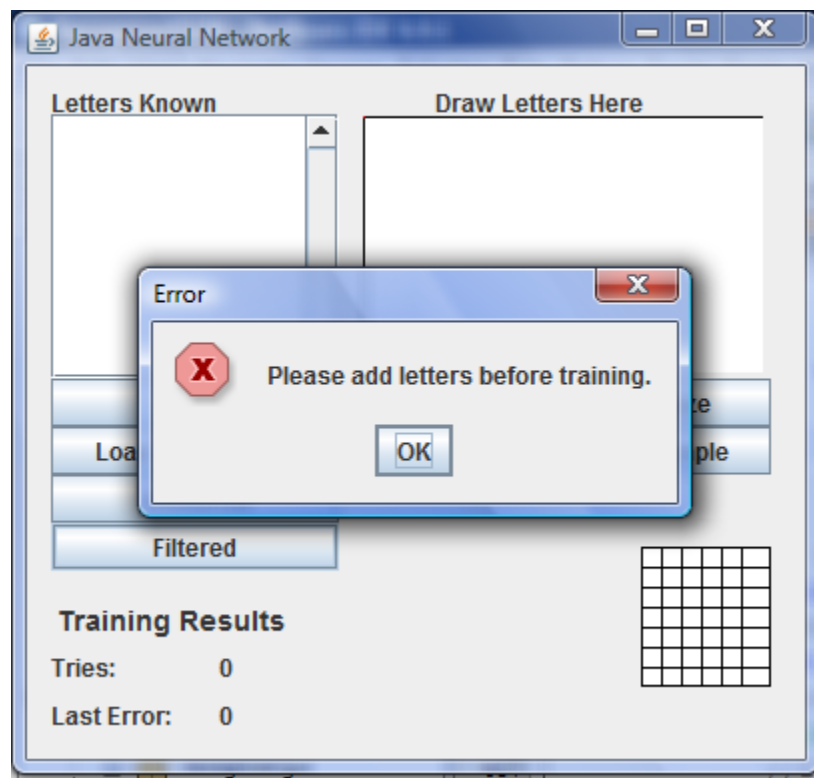 Java Neural Network
Letters Known Draw Letters Here
Error
Please add letters before training.
OK
Filtered
Training Results
Tries: 0
Last Error: 0